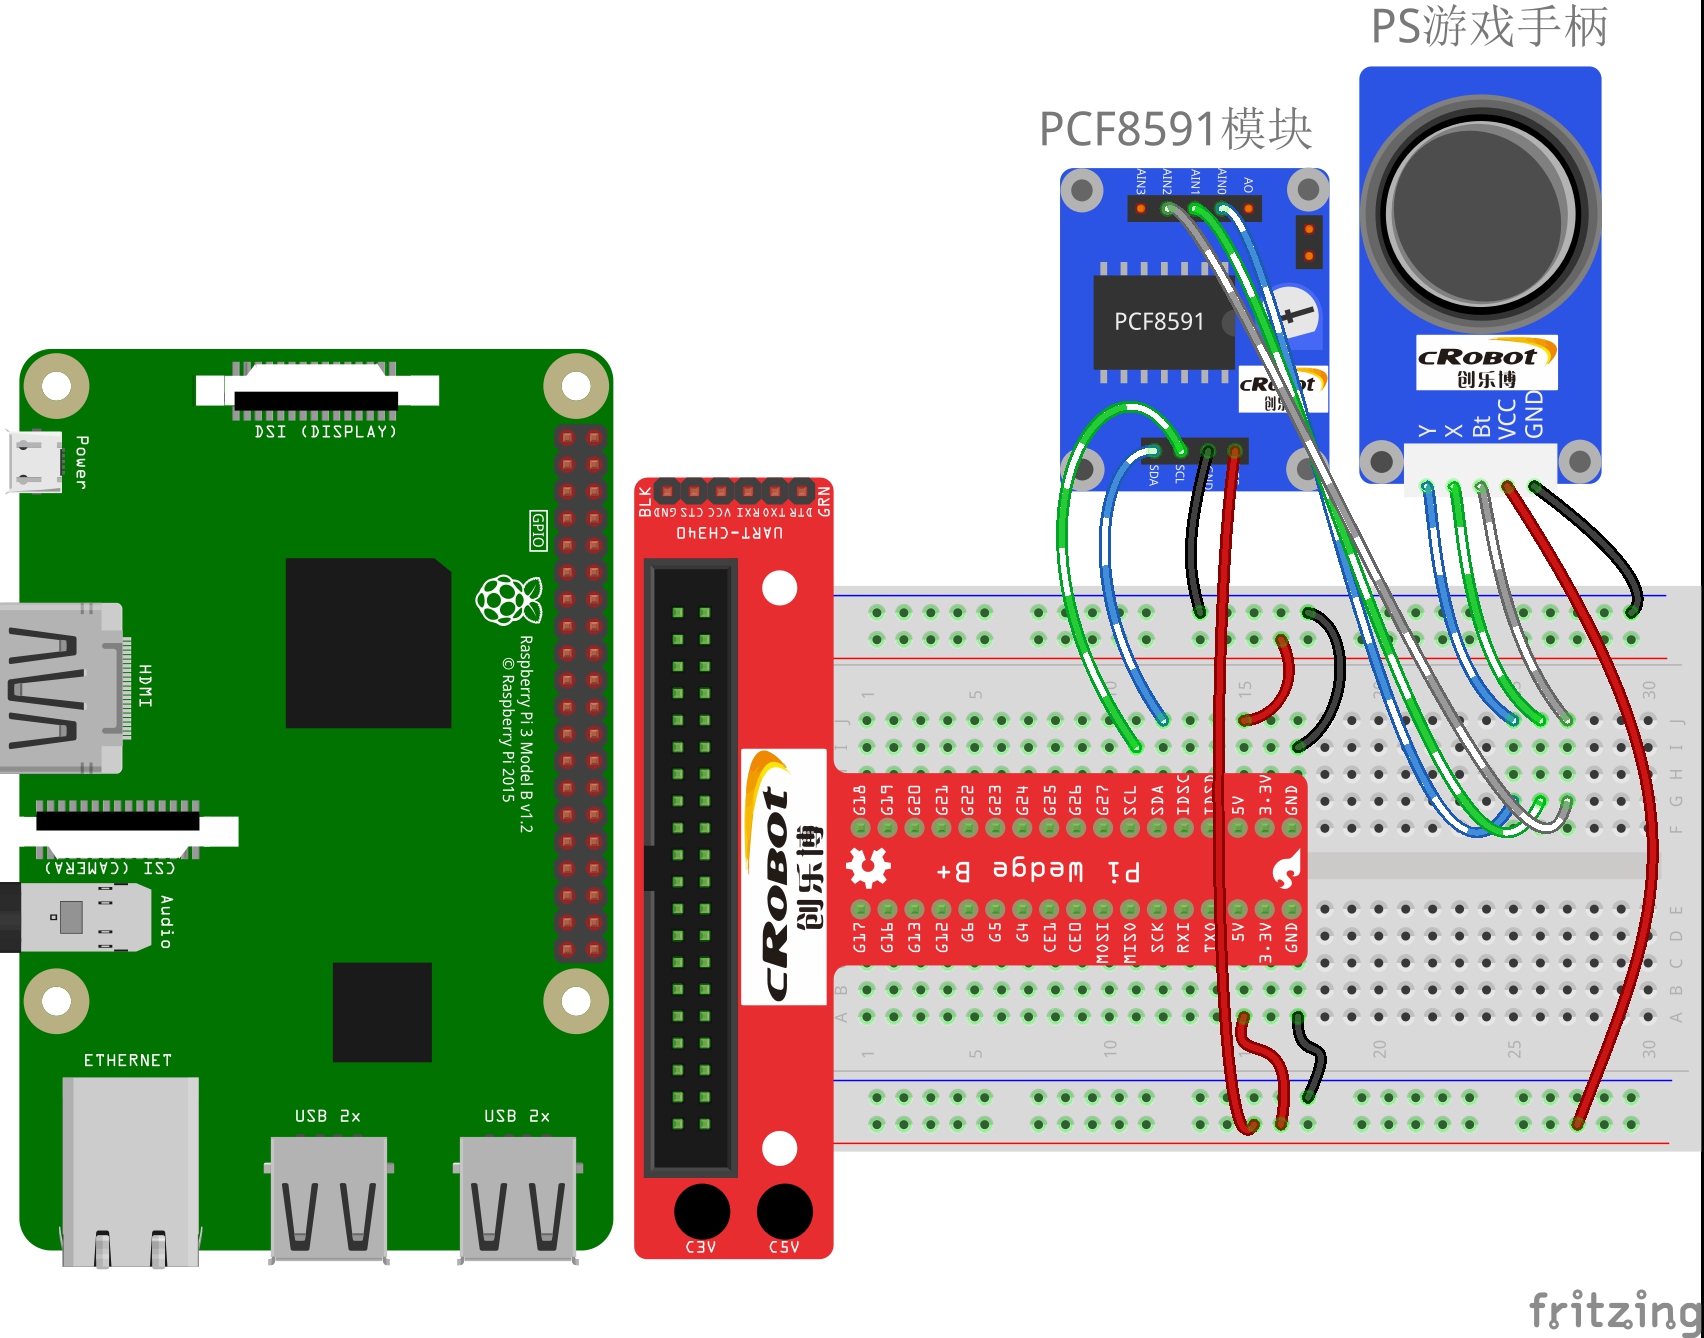 PS游戏手柄
PCF8591模块
AIN3
AIN2
AIN1
AIN0
AO
PCF8591
cRobot
创乐博
Y
X
Bt
VCC
GND
SDA
SCL
GND
DSI (DISPLAY)
Power
HDMI
GPIO
Raspberry Pi 3 Model B v1.2
© Raspberry Pi 2015
CSI (CAMERA)
Audio
ETHERNET
USB 2x
USB 2x
BLK
GND CTS VCC RXI TXO DTR
GRN
UART-CH340
cRobot
创乐博
C3V
C5V
1 5 10 15 25 30
J
I
H
G
F
G18 G19 G20 G21 G22 G23 G24 G25 G26 G27 SCL SDA IDSC IDSD 5V 3.3V GND
Pi Wedge B+
G17 G16 G13 G12 G6 G5 G4 CE1 CE0 MOSI MISO SCK RXI TXO 5V 3.3V GND
E
D
C
B
A
1 5 10 20 25 30
fritzing